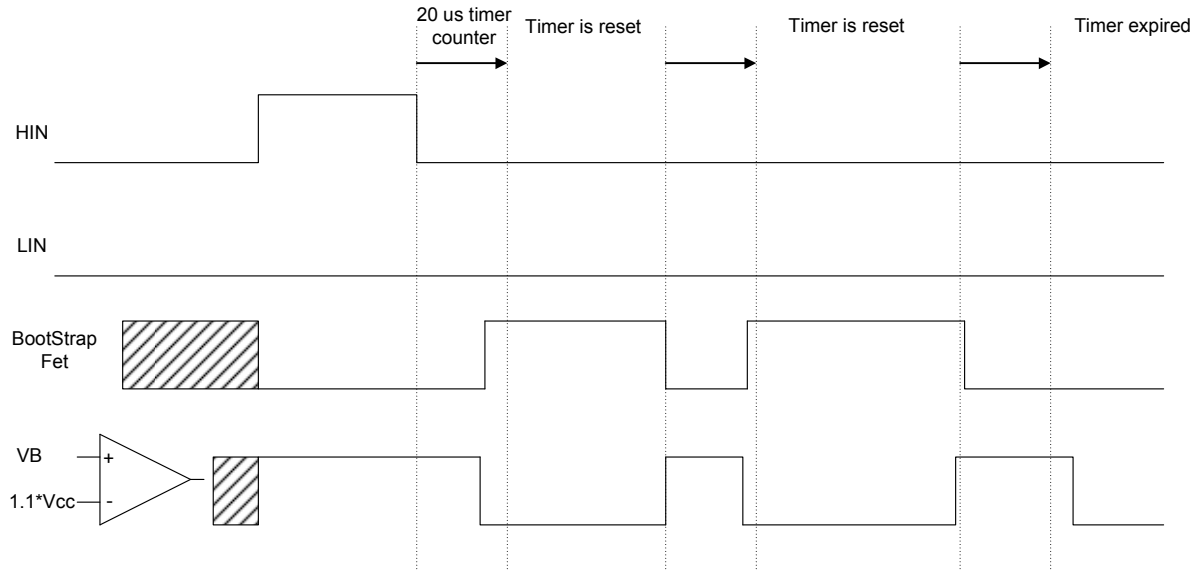 20 us timer
counter
Timer is reset
Timer is reset
Timer expired
HIN
LIN
BootStrap
Fet
VB
+
1.1*Vcc
-